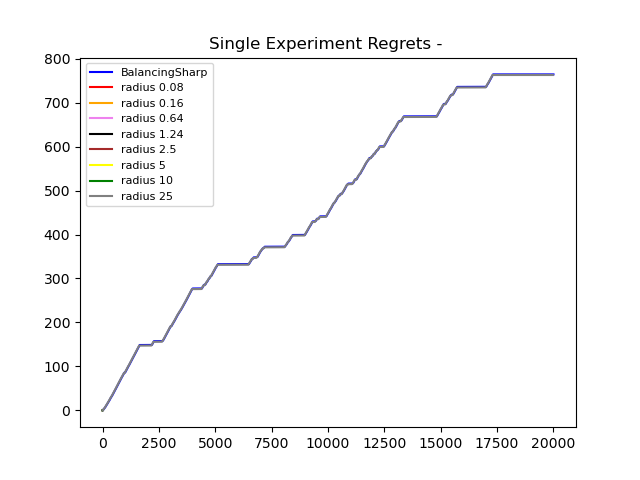 Single Experiment Regrets -
800
700
600
500
400
300
200
100
0
BalancingSharp
radius 0.08
radius 0.16
radius 0.64
radius 1.24
radius 2.5
radius 5
radius 10
radius 25
0 2500 5000 7500 10000 12500 15000 17500 20000